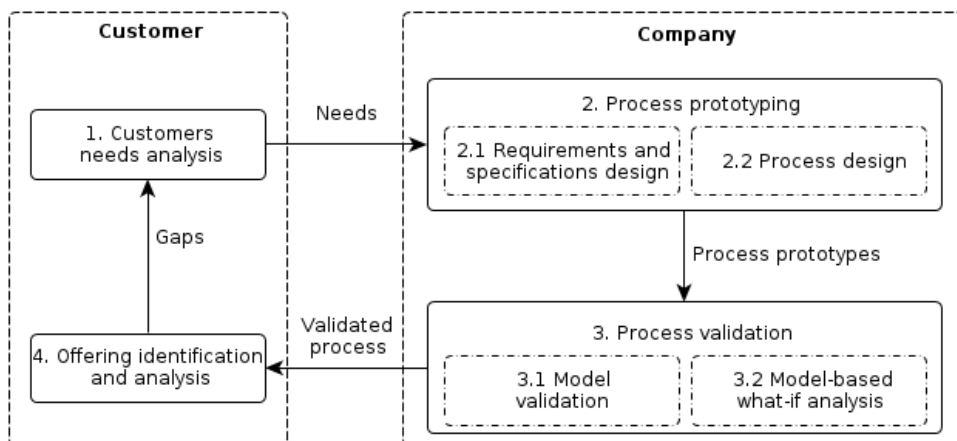 Customer
Company
1. Customers
needs analysis
Needs
2. Process prototyping
2.1 Requirements and
specifications design
2.2 Process design
Gaps
Process prototypes
4. Offering identification
and analysis
Validated
process
3. Process validation
3.1 Model
validation
3.2 Model-based
what-if analysis